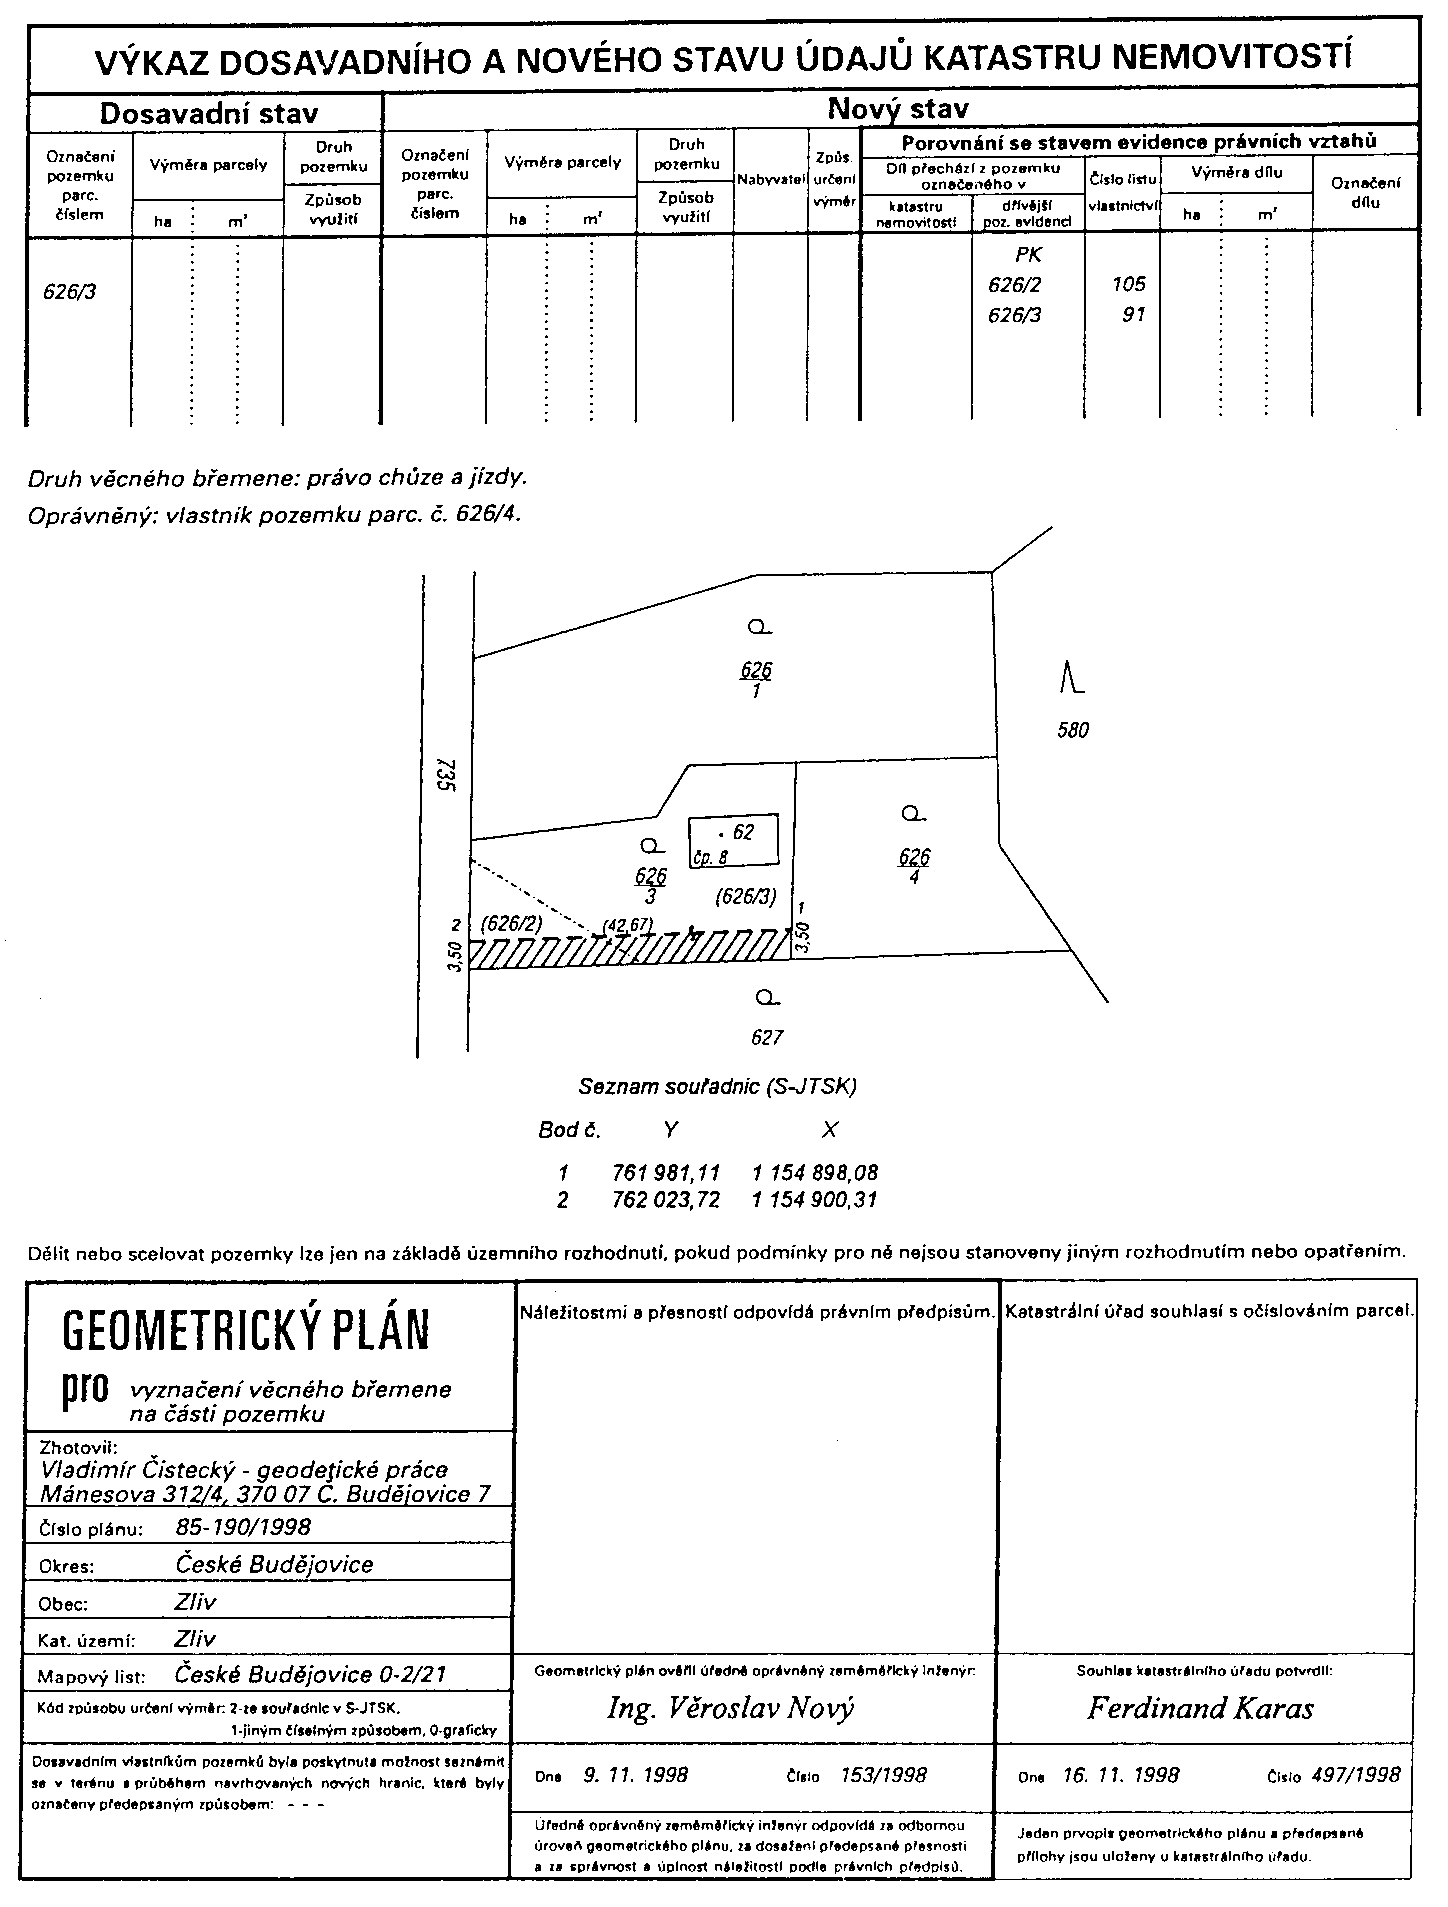 VÝKAZ DOSAVADNÍHO A NOVÉHO STAVU ÚDAJŮ KATASTRU NEMOVITOSTÍ
Dosavadní stav
Nový stav
Označení pozemku parc. číslem
Výměra parcely
ha
m²
Druh pozemku
Způsob využití
Označení pozemku parc. číslem
Výměra parcely
ha
m²
Druh pozemku
Způsob využití
Nabyvatel
Způs. určení výměr
Porovnání se stavem evidence právních vztahů
Díl přechází z pozemku označeného v
katastru nemovitostí
dřívější poz. evidenci
Číslo listu vlastnictví
Výměra dílu
ha
m²
Označení dílu
PK
626/3
626/2 105
626/3 91
Druh věcného břemene: právo chůze a jízdy.
Oprávněný: vlastník pozemku parc. č. 626/4.
626
1
580
735
62
čp. 8
626
3
626
4
(626/3)
1
2
(626/2)
(42,67)
3,50
3,50
627
Seznam souřadnic (S-JTSK)
Bod č. Y X
1 761 981,11 1 154 898,08
2 762 023,72 1 154 900,31
Dělit nebo scelovat pozemky lze jen na základě územního rozhodnutí, pokud podmínky pro ně nejsou stanoveny jiným rozhodnutím nebo opatřením.
GEOMETRICKÝ PLÁN
pro vyznačení věcného břemene
na části pozemku
Zhotovil:
Vladimír Čistecký - geodetické práce
Mánesova 312/4, 370 07 Č. Budějovice 7
Číslo plánu: 85-190/1998
Okres: České Budějovice
Obec: Zliv
Kat. území: Zliv
Mapový list: České Budějovice 0-2/21
Kód způsobu určení výměr: 2-ze souřadnic v S-JTSK,
1-jiným číselným způsobem, 0-graficky
Dosavadním vlastníkům pozemků byla poskytnuta možnost seznámit
se v terénu s průběhem navrhovaných nových hranic, které byly
označeny předepsaným způsobem: - - -
Náležitostmi a přesností odpovídá právním předpisům.
Geometrický plán ověřil úředně oprávněný zeměměřický inženýr:
Ing. Věroslav Nový
Dne 9. 11. 1998 Číslo 153/1998
Úředně oprávněný zeměměřický inženýr odpovídá za odbornou
úroveň geometrického plánu, za dosažení předepsané přesnosti
a za správnost a úplnost náležitostí podle právních předpisů.
Katastrální úřad souhlasí s očíslováním parcel.
Souhlas katastrálního úřadu potvrdil:
Ferdinand Karas
Dne 16. 11. 1998 Číslo 497/1998
Jeden prvopis geometrického plánu a předepsané
přílohy jsou uloženy u katastrálního úřadu.